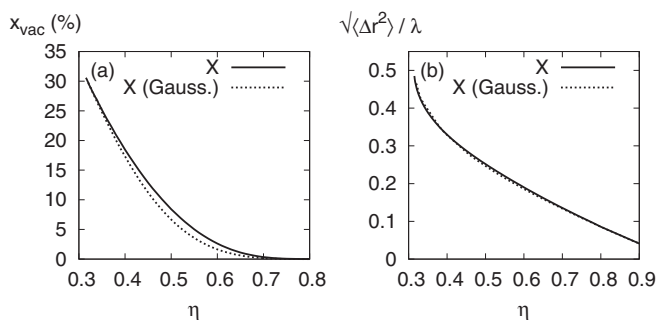 x_vac (%)
35
30
25
20
15
10
5
0
(a)
X
X (Gauss.)
0.3 0.4 0.5 0.6 0.7 0.8
η
√⟨Δr²⟩ / λ
0.5
0.4
0.3
0.2
0.1
0
(b)
X
X (Gauss.)
0.3 0.4 0.5 0.6 0.7 0.8 0.9
η